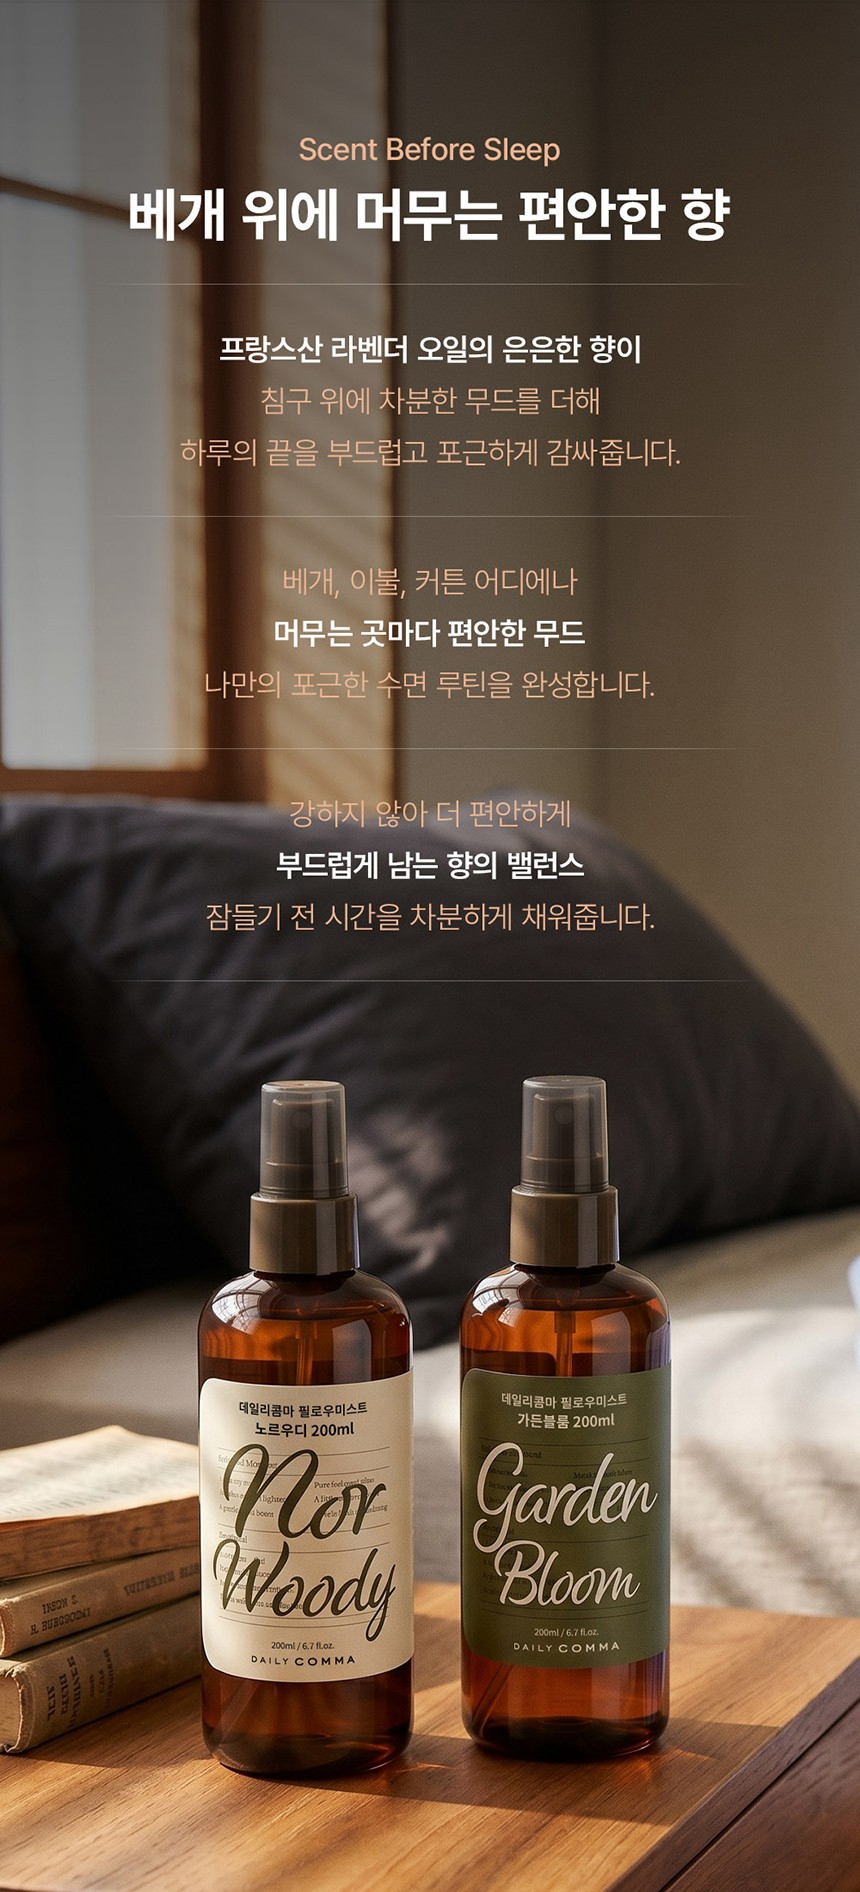 Scent Before Sleep
베개 위에 머무는 편안한 향
프랑스산 라벤더 오일의 은은한 향이
침구 위에 차분한 무드를 더해
하루의 끝을 부드럽고 포근하게 감싸줍니다.
베개, 이불, 커튼 어디에나
머무는 곳마다 편안한 무드
나만의 포근한 수면 루틴을 완성합니다.
강하지 않아 더 편안하게
부드럽게 남는 향의 밸런스
잠들기 전 시간을 차분하게 채워줍니다.
데일리콤마 필로우미스트
노르우디 200ml
Nor
Woody
200ml / 6.7 fl.oz.
DAILY COMMA
데일리콤마 필로우미스트
가든블룸 200ml
Garden
Bloom
200ml / 6.7 fl.oz.
DAILY COMMA